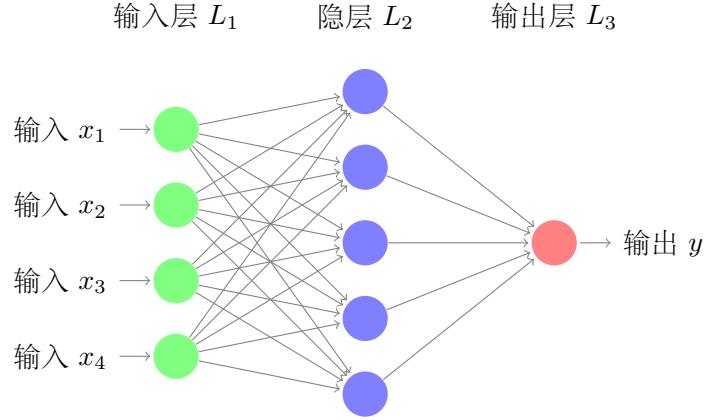 输入层 L₁
隐层 L₂
输出层 L₃
输入 x₁
输入 x₂
输入 x₃
输入 x₄
输出 y